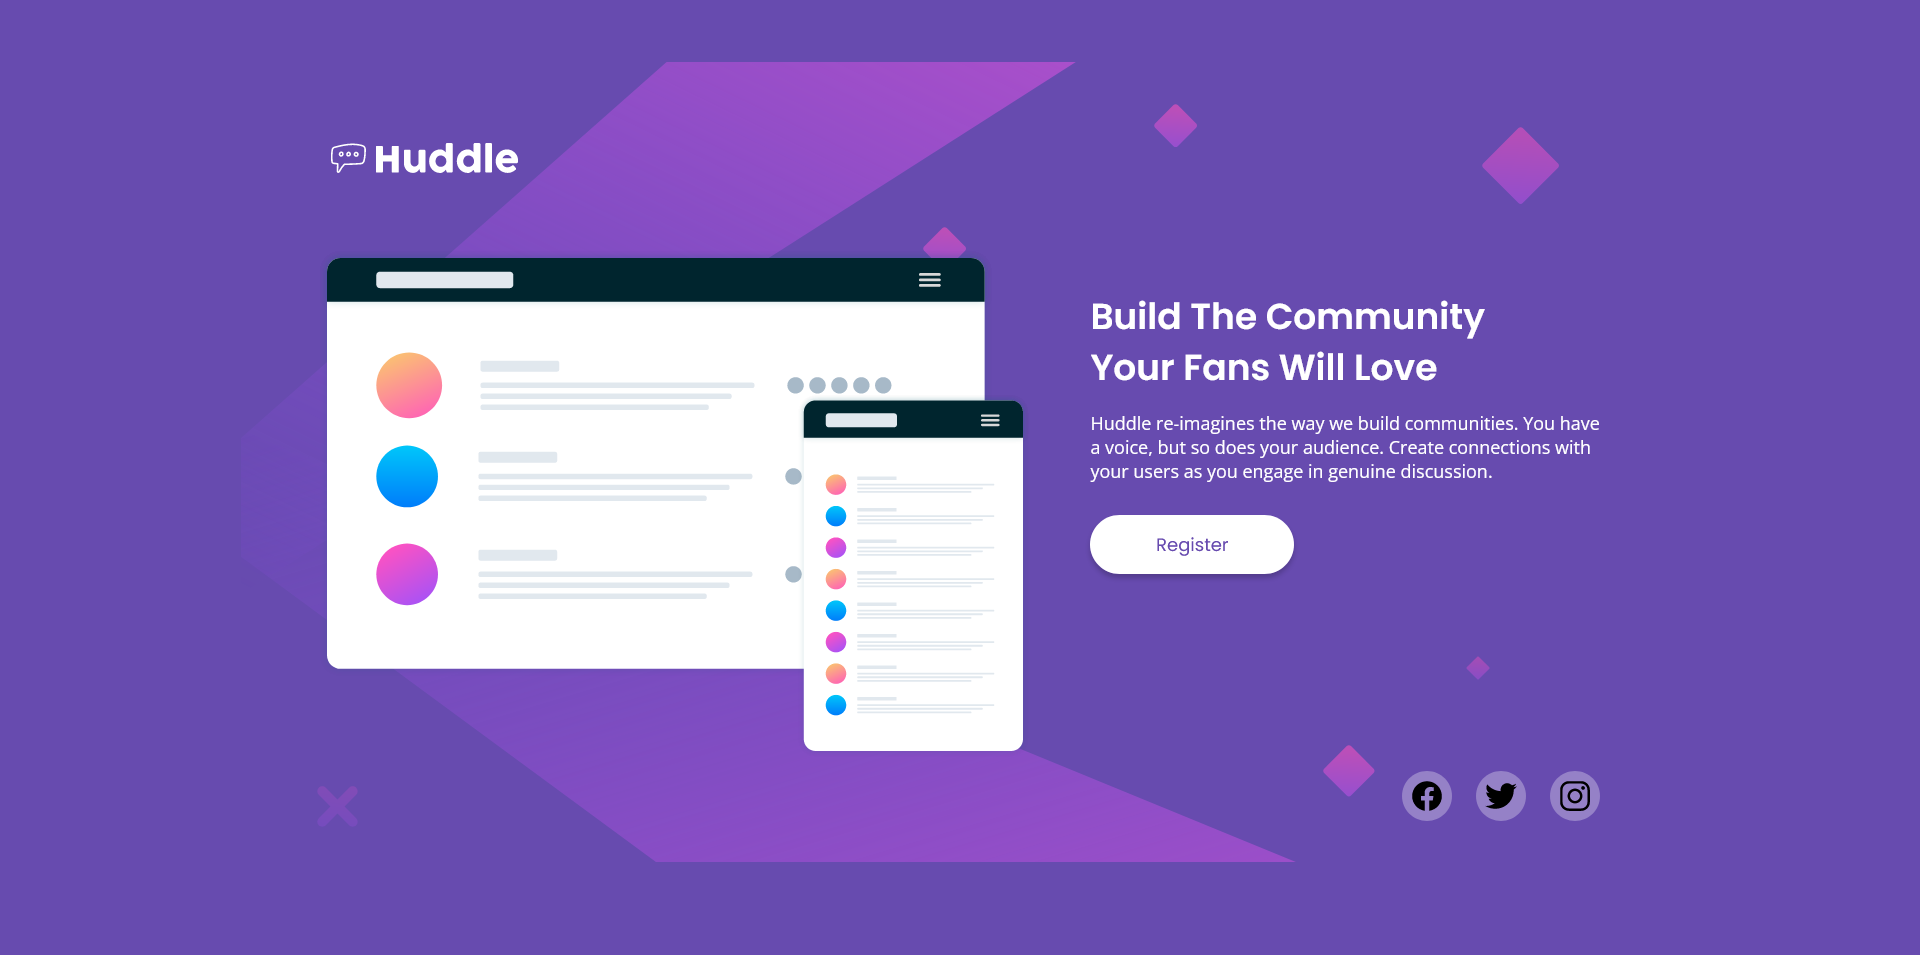 Huddle
Build The Community
Your Fans Will Love
Huddle re-imagines the way we build communities. You have
a voice, but so does your audience. Create connections with
your users as you engage in genuine discussion.
Register